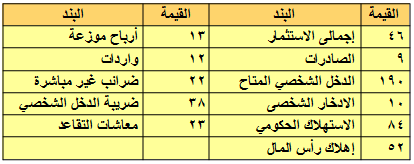 القيمة البند القيمة البند
٤٦ إجمالى الاستثمار ١٣ أرباح موزعة
٩ الصادرات ١٢ واردات
١٩٠ الدخل الشخصي المتاح ٢٢ ضرائب غير مباشرة
١٠ الادخار الشخصى ٣٨ ضريبة الدخل الشخصي
٨٤ الاستهلاك الحكومي ٢٣ معاشات التقاعد
٥٢ إهلاك رأس المال